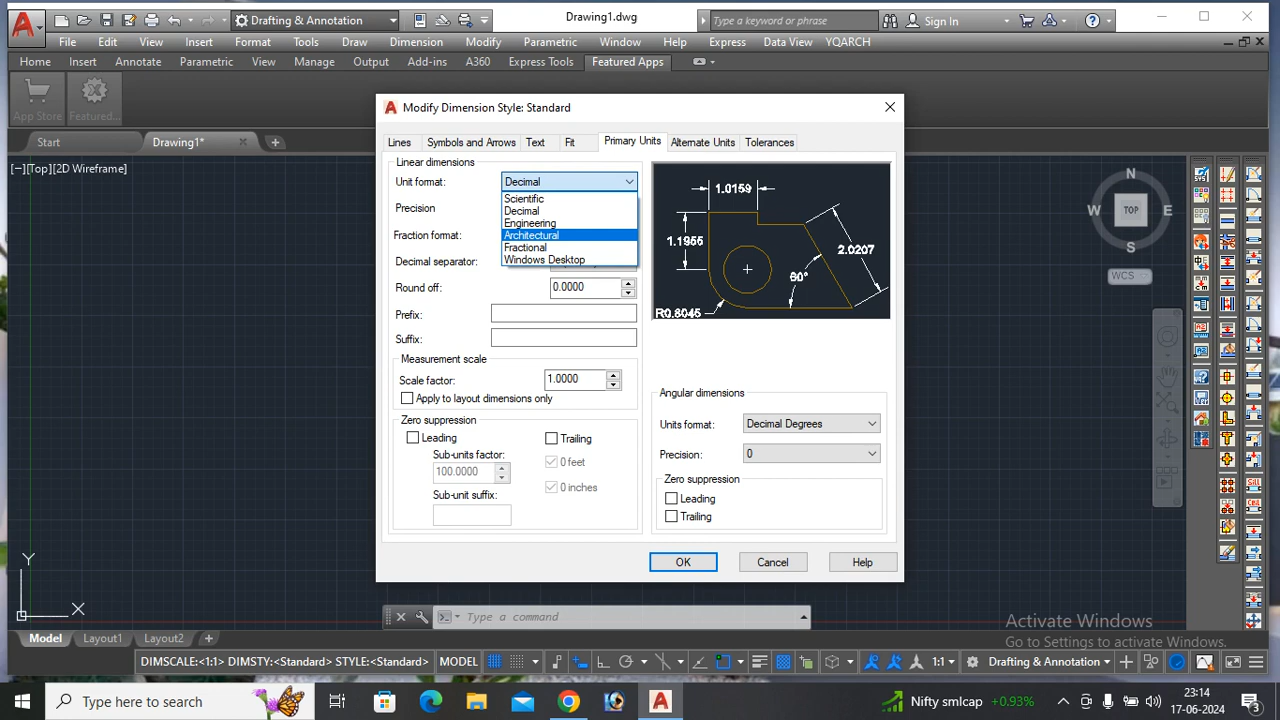 Drafting & Annotation
Drawing1.dwg
Type a keyword or phrase
Sign In
File Edit View Insert Format Tools Draw Dimension Modify Parametric Window Help Express Data View YQARCH
Home Insert Annotate Parametric View Manage Output Add-ins A360 Express Tools Featured Apps
App Store Featured...
Start Drawing1*
[−][Top][2D Wireframe]
Modify Dimension Style: Standard
Lines Symbols and Arrows Text Fit Primary Units Alternate Units Tolerances
Linear dimensions
Unit format: Decimal
Scientific
Decimal
Engineering
Architectural
Fractional
Windows Desktop
Precision
Fraction format:
Decimal separator:
Round off: 0.0000
Prefix:
Suffix:
Measurement scale
Scale factor: 1.0000
Apply to layout dimensions only
Zero suppression
Leading
Trailing
Sub-units factor:
100.0000
0 feet
Sub-unit suffix:
0 inches
1.0159
1.1955
2.0207
60°
R0.8045
Angular dimensions
Units format: Decimal Degrees
Precision: 0
Zero suppression
Leading
Trailing
OK Cancel Help
N
W TOP E
S
WCS
Y
X
Type a command
Activate Windows
Go to Settings to activate Windows.
Model Layout1 Layout2
DIMSCALE:<1:1> DIMSTY:<Standard> STYLE:<Standard> MODEL 1:1 Drafting & Annotation
Type here to search
Nifty smlcap +0.93%
23:14
17-06-2024
3